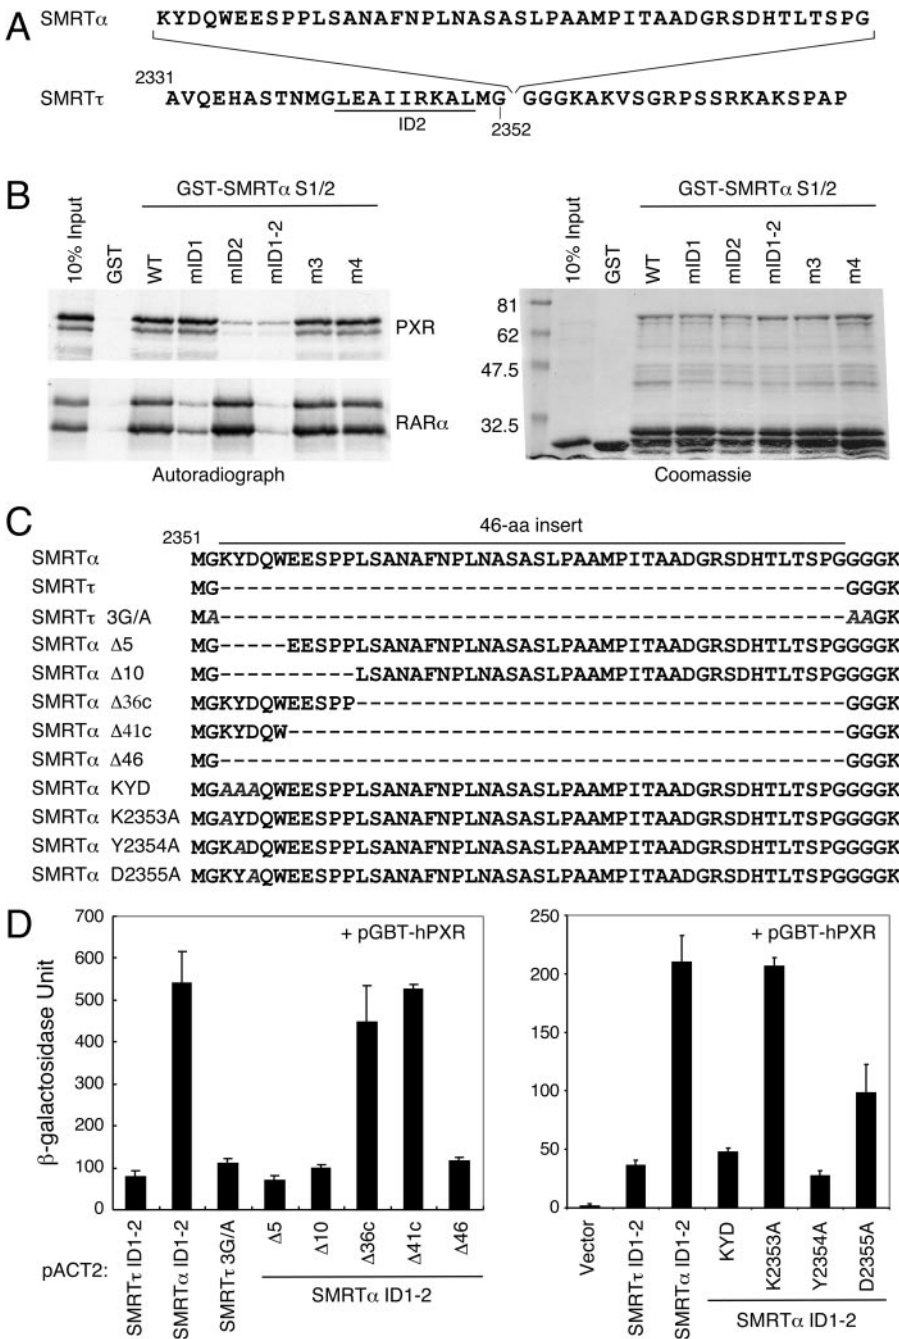 A
SMRTα KYDQWEESPPLSANAFNPLNASASLPAAMPITAADGRSDHTLTSPG
2331
SMRTτ AVQEHASTNMGLEAIIRKALMG GGGKAKVSGRPSSRKAKSPAP
ID2
2352
B
GST-SMRTα S1/2
10% Input GST WT mID1 mID2 mID1-2 m3 m4
PXR
RARα
Autoradiograph
GST-SMRTα S1/2
10% Input GST WT mID1 mID2 mID1-2 m3 m4
81
62
47.5
32.5
Coomassie
C
2351 46-aa insert
SMRTα MGKYDQWEESPPLSANAFNPLNASASLPAAMPITAADGRSDHTLTSPGGGGK
SMRTτ MG----------------------------------------------GGGK
SMRTτ 3G/A MA----------------------------------------------AAGK
SMRTα Δ5 MG-----EESPPLSANAFNPLNASASLPAAMPITAADGRSDHTLTSPGGGGK
SMRTα Δ10 MG----------LSANAFNPLNASASLPAAMPITAADGRSDHTLTSPGGGGK
SMRTα Δ36c MGKYDQWEESPP------------------------------------GGGK
SMRTα Δ41c MGKYDQW-----------------------------------------GGGK
SMRTα Δ46 MG----------------------------------------------GGGK
SMRTα KYD MGAAAQWEESPPLSANAFNPLNASASLPAAMPITAADGRSDHTLTSPGGGGK
SMRTα K2353A MGAYDQWEESPPLSANAFNPLNASASLPAAMPITAADGRSDHTLTSPGGGGK
SMRTα Y2354A MGKADQWEESPPLSANAFNPLNASASLPAAMPITAADGRSDHTLTSPGGGGK
SMRTα D2355A MGKYAQWEESPPLSANAFNPLNASASLPAAMPITAADGRSDHTLTSPGGGGK
D
β-galactosidase Unit
700
600
500
400
300
200
100
0
+ pGBT-hPXR
pACT2: SMRTτ ID1-2 SMRTα ID1-2 SMRTτ 3G/A Δ5 Δ10 Δ36c Δ41c Δ46
SMRTα ID1-2
250
200
150
100
50
0
+ pGBT-hPXR
Vector SMRTτ ID1-2 SMRTα ID1-2 KYD K2353A Y2354A D2355A
SMRTα ID1-2